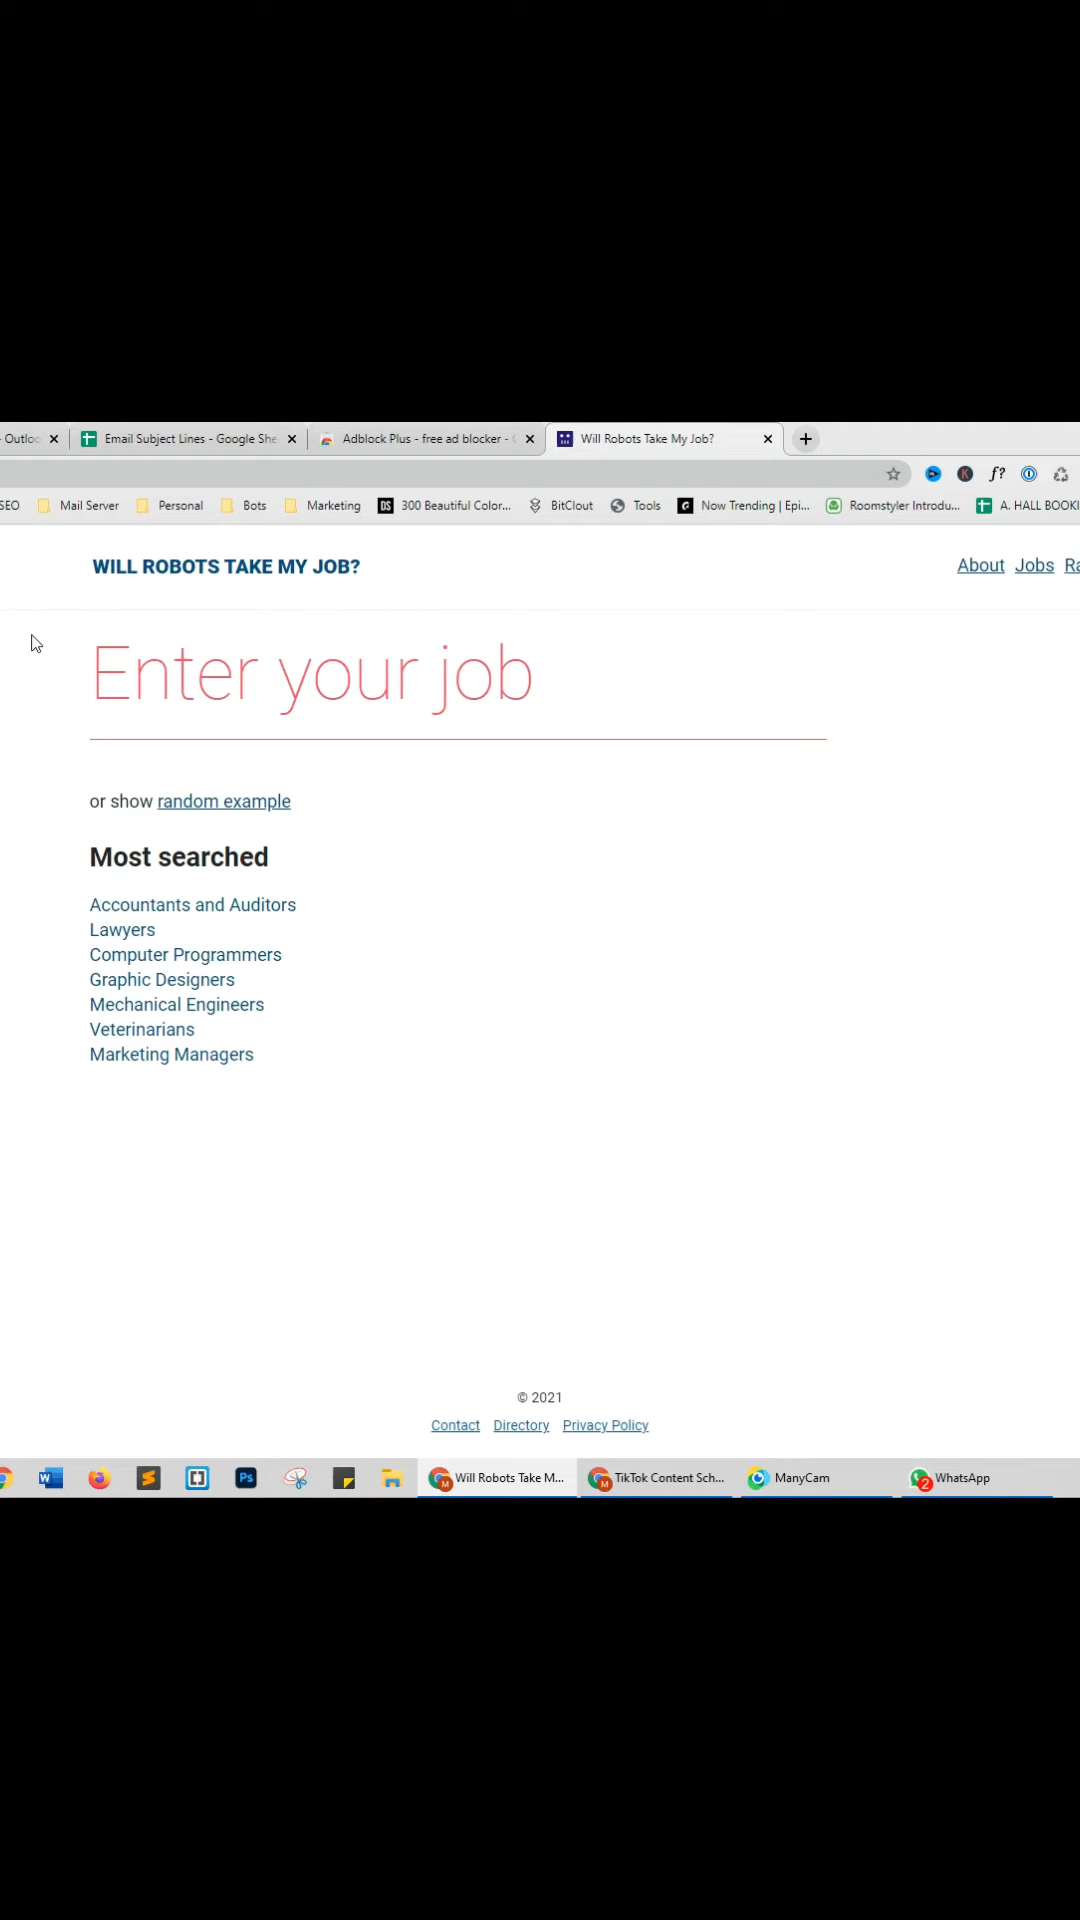 - Outloc
Email Subject Lines - Google She
Adblock Plus - free ad blocker -
Will Robots Take My Job?
f?
SEO
Mail Server
Personal
Bots
Marketing
DS
300 Beautiful Color...
BitClout
Tools
Now Trending | Epi...
Roomstyler Introdu...
A. HALL BOOKI
WILL ROBOTS TAKE MY JOB?
About Jobs Ra
Enter your job
or show random example
Most searched
Accountants and Auditors
Lawyers
Computer Programmers
Graphic Designers
Mechanical Engineers
Veterinarians
Marketing Managers
© 2021
Contact Directory Privacy Policy
W
Ps
Will Robots Take M...
TikTok Content Sch...
ManyCam
2
WhatsApp